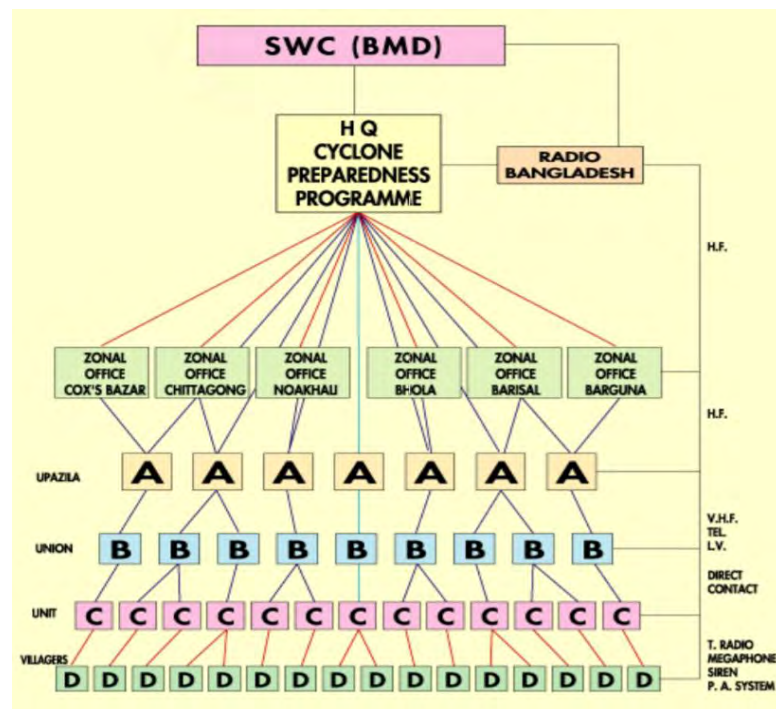 SWC (BMD)
H Q
CYCLONE
PREPAREDNESS
PROGRAMME
RADIO
BANGLADESH
H.F.
ZONAL
OFFICE
COX'S BAZAR
ZONAL
OFFICE
CHITTAGONG
ZONAL
OFFICE
NOAKHALI
ZONAL
OFFICE
BHOLA
ZONAL
OFFICE
BARISAL
ZONAL
OFFICE
BARGUNA
H.F.
UPAZILA
A A A A A A A
V.H.F.
TEL.
L.V.
UNION
B B B B B B B B B
DIRECT
CONTACT
UNIT
C C C C C C C C C C C C C
T. RADIO
MEGAPHONE
SIREN
P. A. SYSTEM
VILLAGERS
D D D D D D D D D D D D D D D D